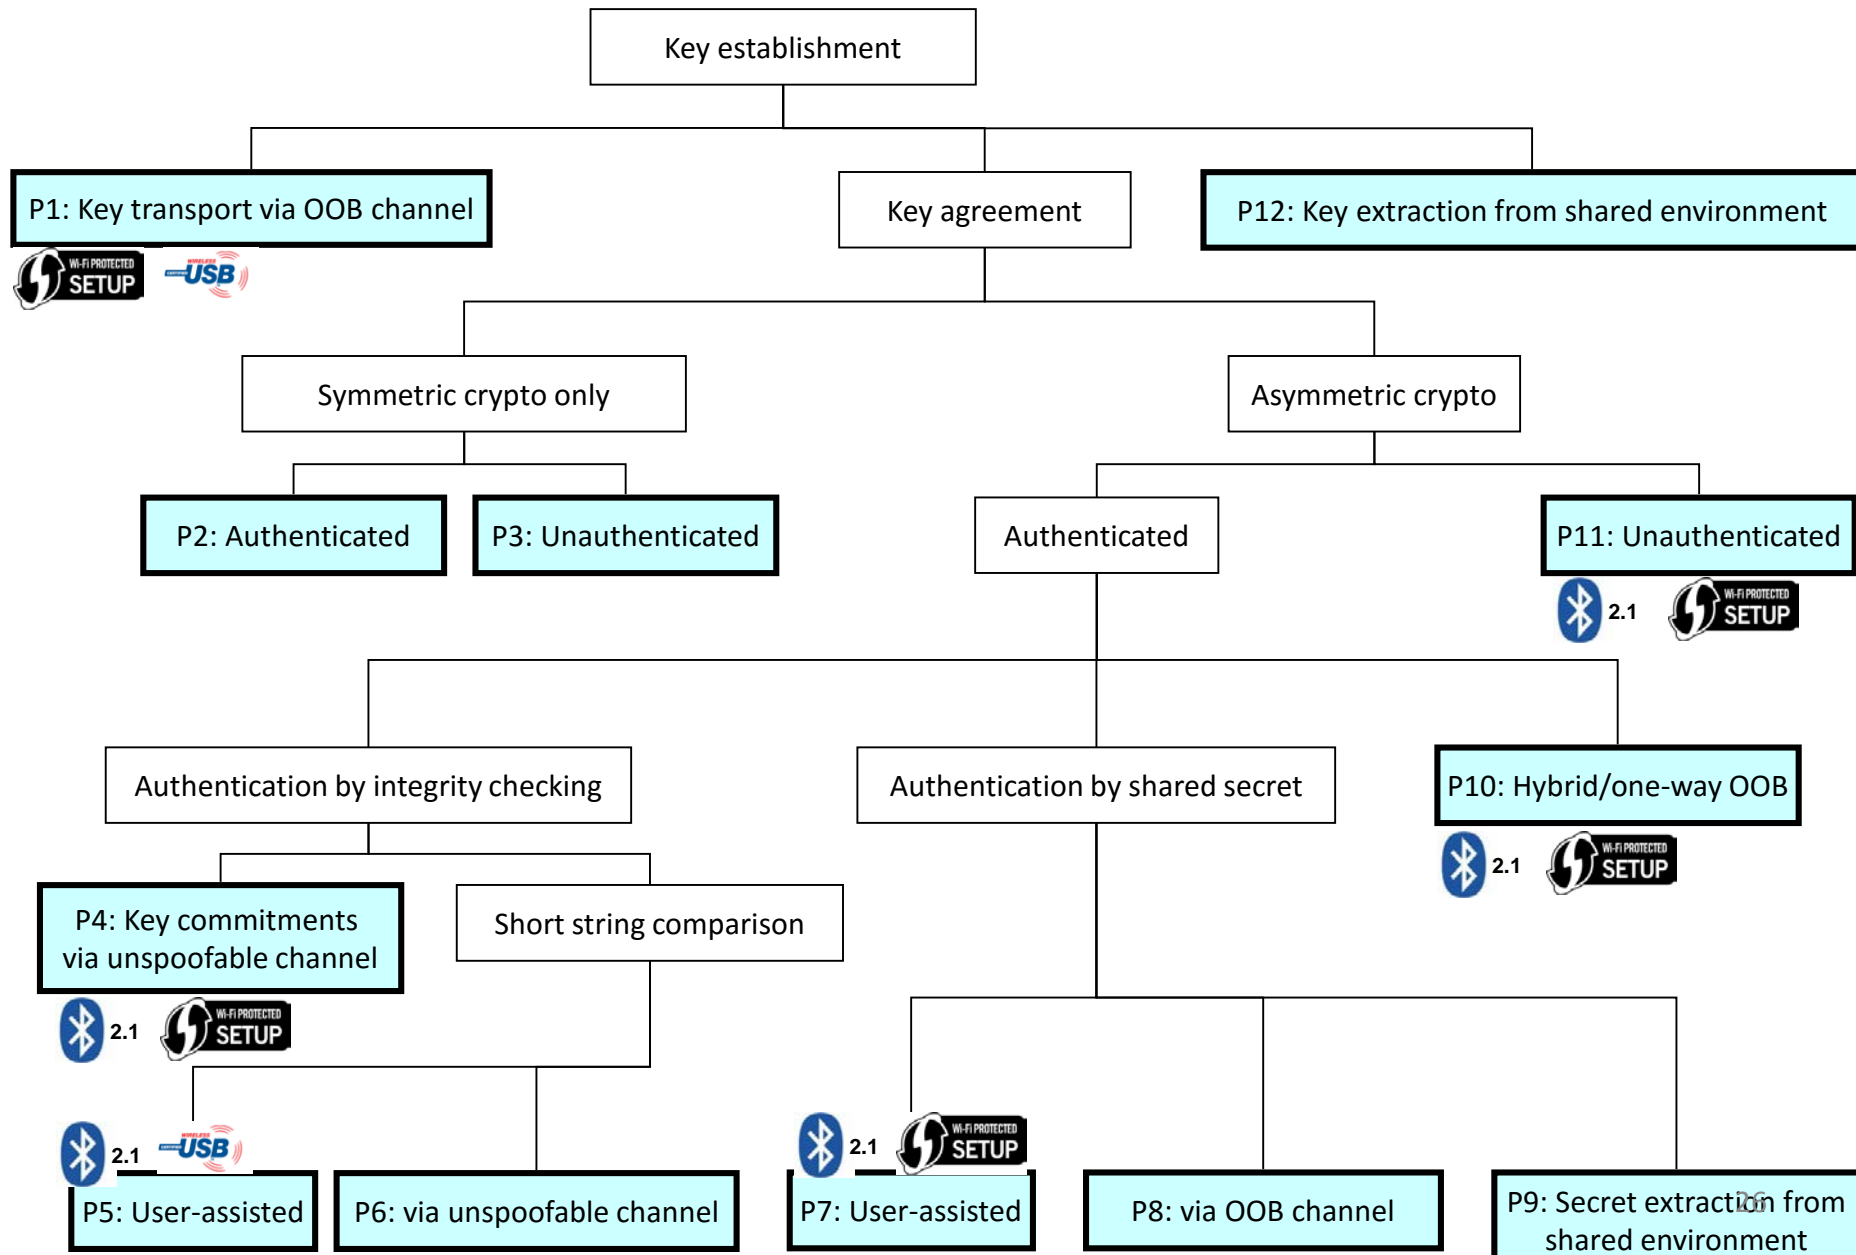 Key establishment
P1: Key transport via OOB channel
Key agreement
P12: Key extraction from shared environment
Wi-Fi PROTECTED
SETUP
WIRELESS
CERTIFIED
USB
Symmetric crypto only
Asymmetric crypto
P2: Authenticated
P3: Unauthenticated
Authenticated
P11: Unauthenticated
2.1
Wi-Fi PROTECTED
SETUP
Authentication by integrity checking
Authentication by shared secret
P10: Hybrid/one-way OOB
2.1
Wi-Fi PROTECTED
SETUP
P4: Key commitments
via unspoofable channel
Short string comparison
2.1
Wi-Fi PROTECTED
SETUP
2.1
WIRELESS
CERTIFIED
USB
2.1
Wi-Fi PROTECTED
SETUP
P5: User-assisted
P6: via unspoofable channel
P7: User-assisted
P8: via OOB channel
P9: Secret extraction from
shared environment
26